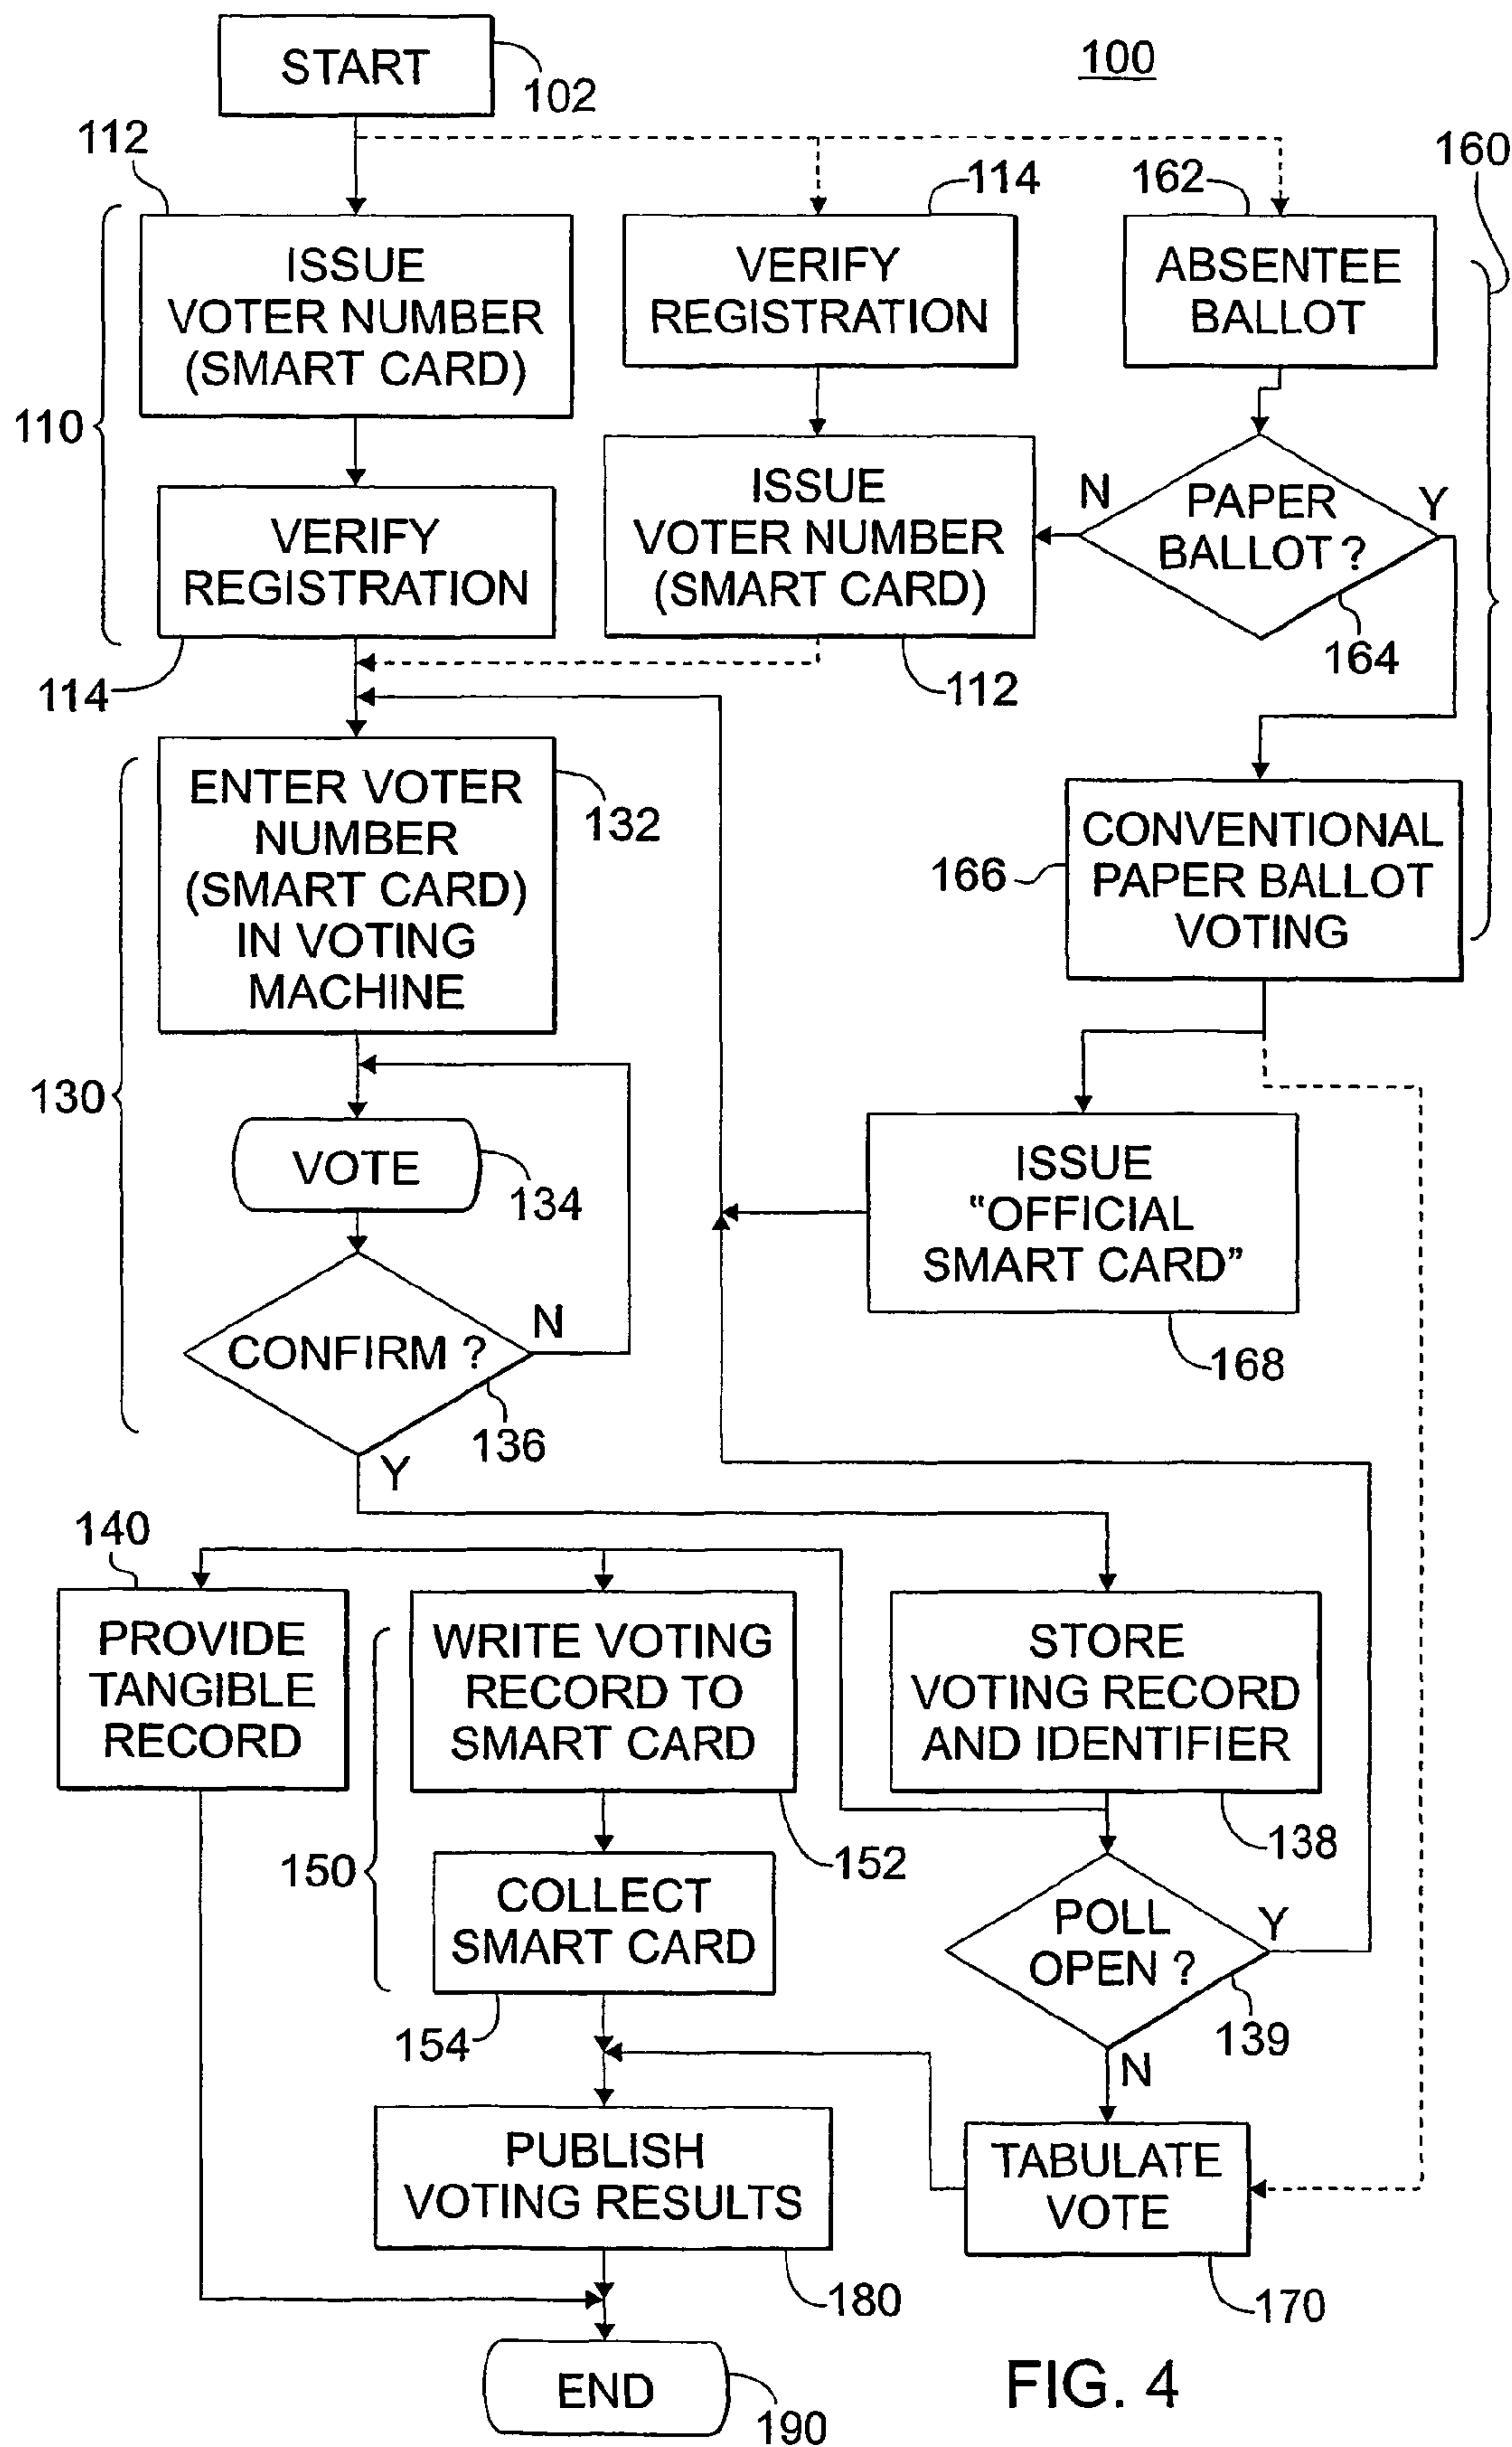 START
102
100
112
114
162
160
ISSUE
VOTER NUMBER
(SMART CARD)
VERIFY
REGISTRATION
ABSENTEE
BALLOT
110
VERIFY
REGISTRATION
114
ISSUE
VOTER NUMBER
(SMART CARD)
112
N
PAPER
BALLOT ?
Y
164
ENTER VOTER
NUMBER
(SMART CARD)
IN VOTING
MACHINE
132
166
CONVENTIONAL
PAPER BALLOT
VOTING
130
VOTE
134
ISSUE
“OFFICIAL
SMART CARD”
168
CONFIRM ?
N
136
Y
140
PROVIDE
TANGIBLE
RECORD
WRITE VOTING
RECORD TO
SMART CARD
152
STORE
VOTING RECORD
AND IDENTIFIER
138
150
COLLECT
SMART CARD
154
POLL
OPEN ?
Y
139
N
PUBLISH
VOTING RESULTS
180
TABULATE
VOTE
170
END
190
FIG. 4